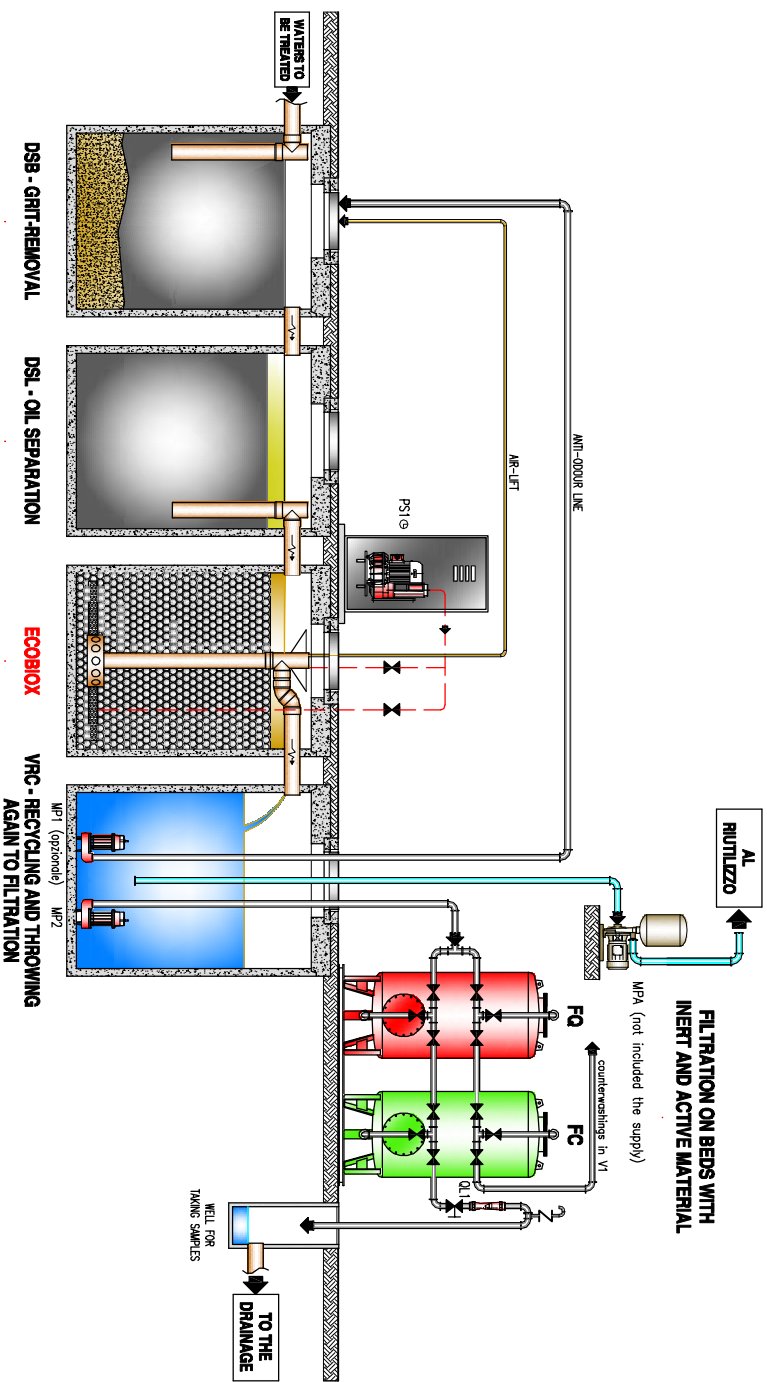 WATERS TO
BE TREATED
DSB - GRIT-REMOVAL
DSL - OIL SEPARATION
ECOBIOX
VRC - RECYCLING AND THROWING
AGAIN TO FILTRATION
ANTI-ODOUR LINE
AIR-LIFT
PS1
MP1 (opzionale)
MP2
AL
RIUTILIZZO
MPA (not included the supply)
FILTRATION ON BEDS WITH
INERT AND ACTIVE MATERIAL
FQ
FC
counterwashings in V1
QL1
WELL FOR
TAKING SAMPLES
TO THE
DRAINAGE